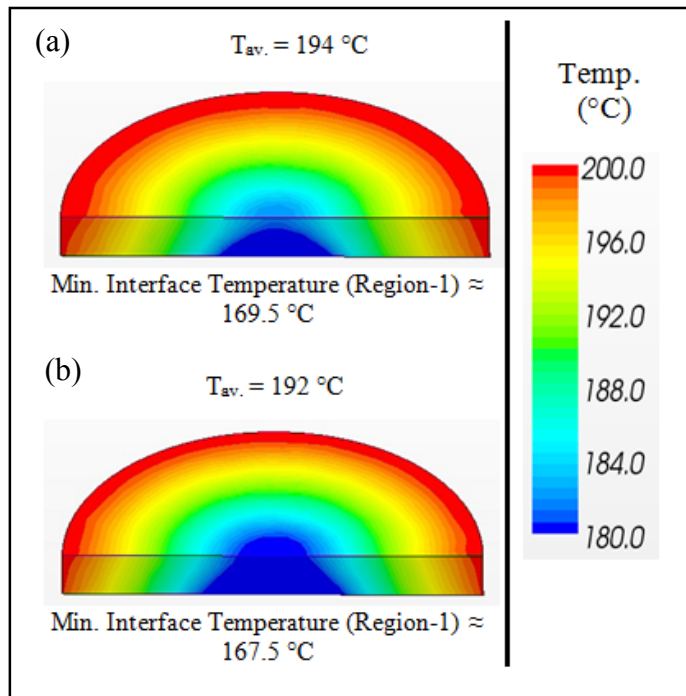 (a)
Tav. = 194 °C
Min. Interface Temperature (Region-1) ≈
169.5 °C
(b)
Tav. = 192 °C
Min. Interface Temperature (Region-1) ≈
167.5 °C
Temp.
(°C)
200.0
196.0
192.0
188.0
184.0
180.0